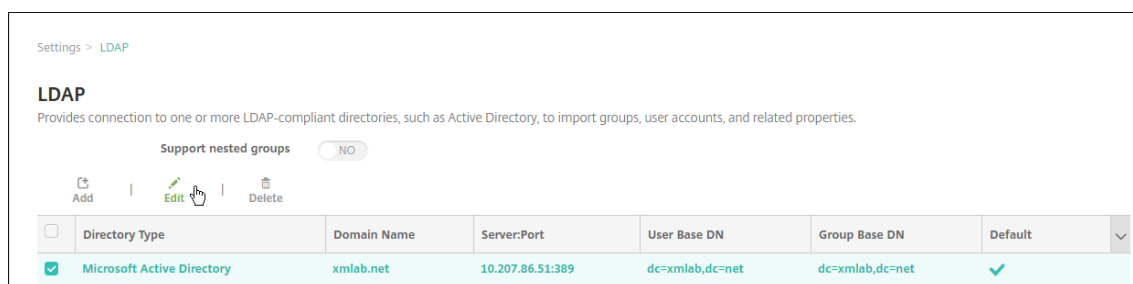 Settings > LDAP
LDAP
Provides connection to one or more LDAP-compliant directories, such as Active Directory, to import groups, user accounts, and related properties.
Support nested groups NO
Add | Edit | Delete
Directory Type Domain Name Server:Port User Base DN Group Base DN Default
Microsoft Active Directory xmlab.net 10.207.86.51:389 dc=xmlab,dc=net dc=xmlab,dc=net